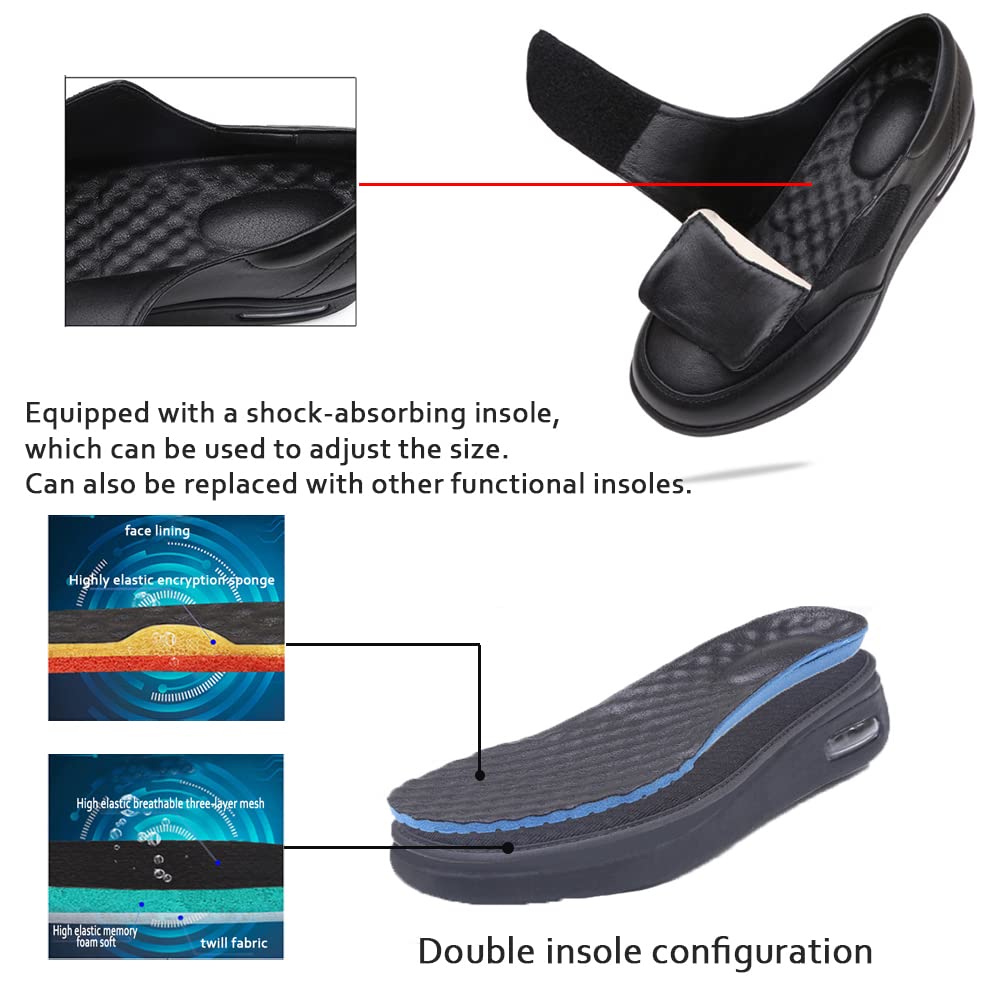 Equipped with a shock-absorbing insole,
which can be used to adjust the size.
Can also be replaced with other functional insoles.
face lining
Highly elastic encryption sponge
High elastic breathable three-layer mesh
High elastic memory
foam soft
twill fabric
Double insole configuration